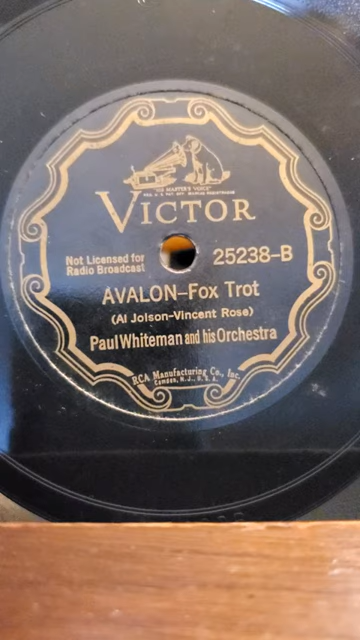 "HIS MASTER'S VOICE"
VICTOR
Not Licensed for
Radio Broadcast
25238-B
AVALON-Fox Trot
(Al Jolson-Vincent Rose)
Paul Whiteman and his Orchestra
RCA Manufacturing Co., Inc.
Camden, N.J., U.S.A.